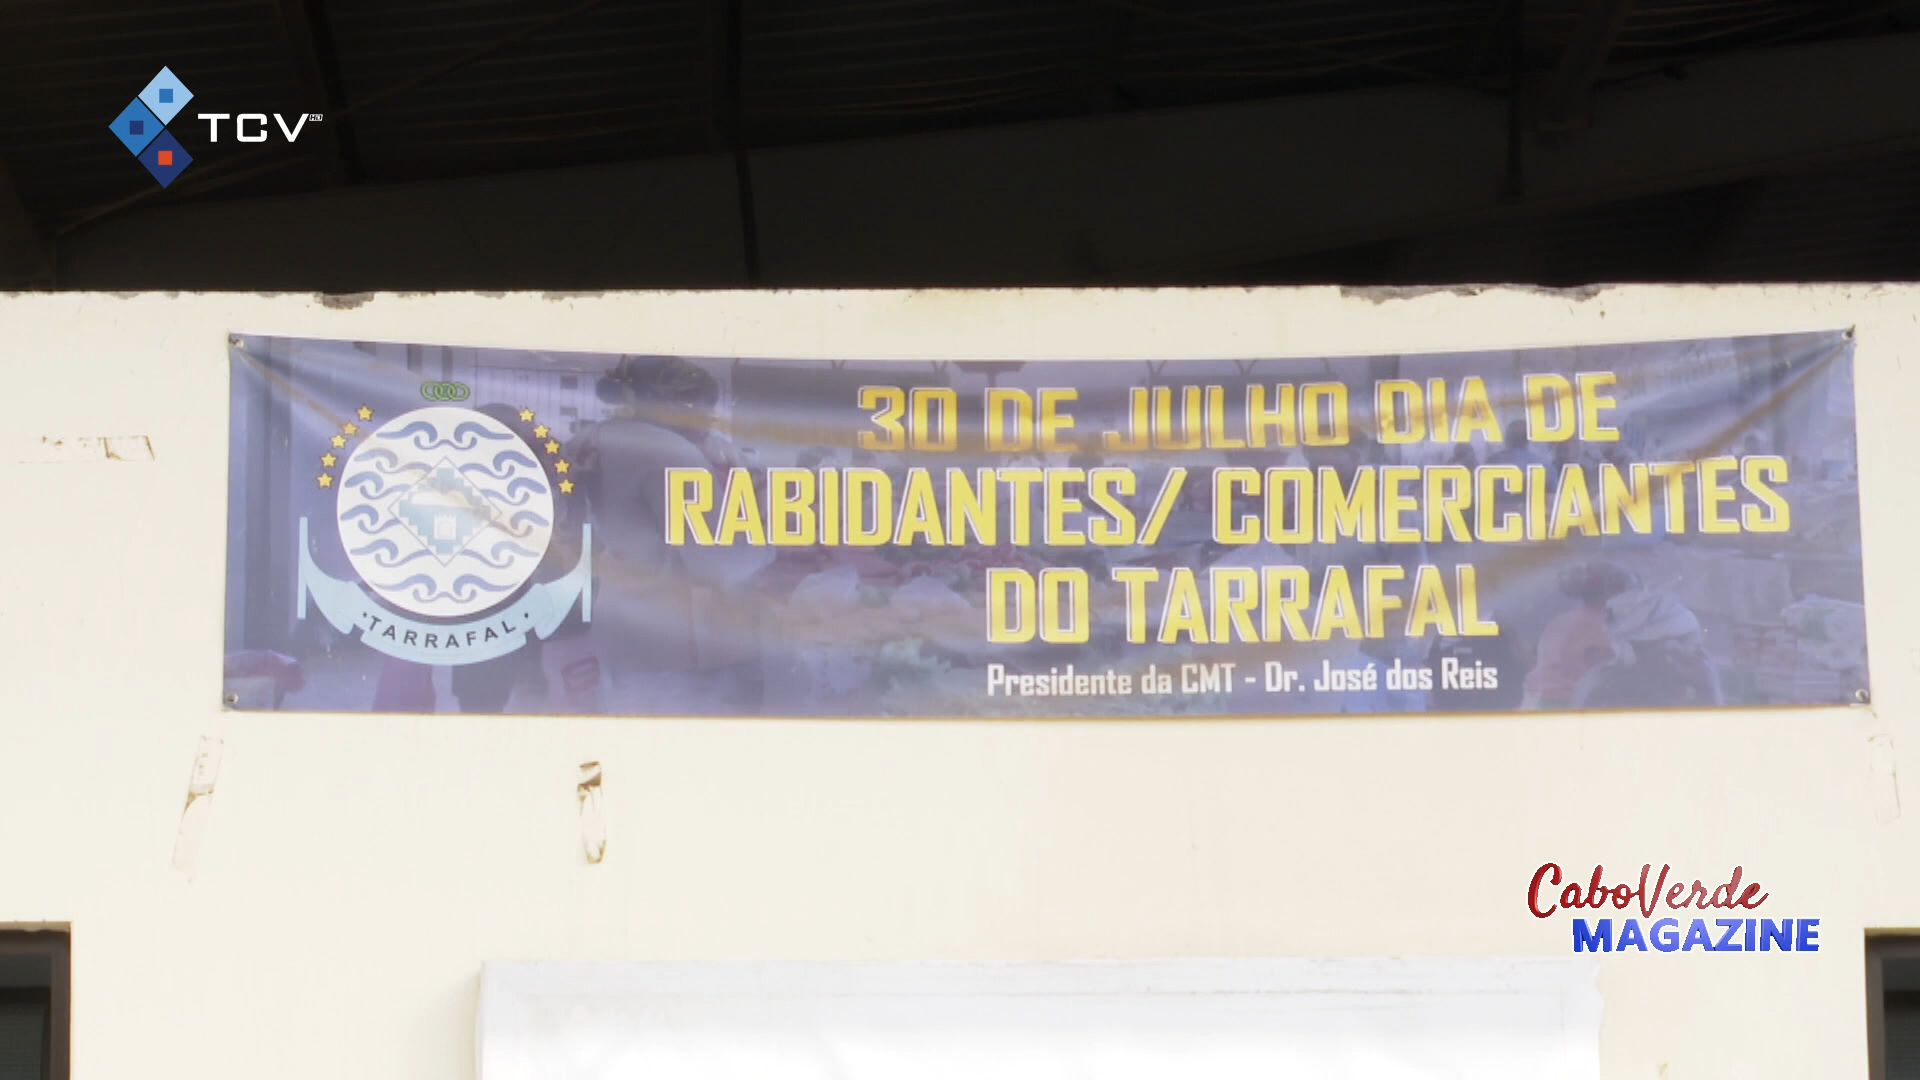 TCV HD
30 DE JULHO DIA DE
RABIDANTES/ COMERCIANTES
DO TARRAFAL
Presidente da CMT - Dr. José dos Reis
·TARRAFAL·
CaboVerde
MAGAZINE